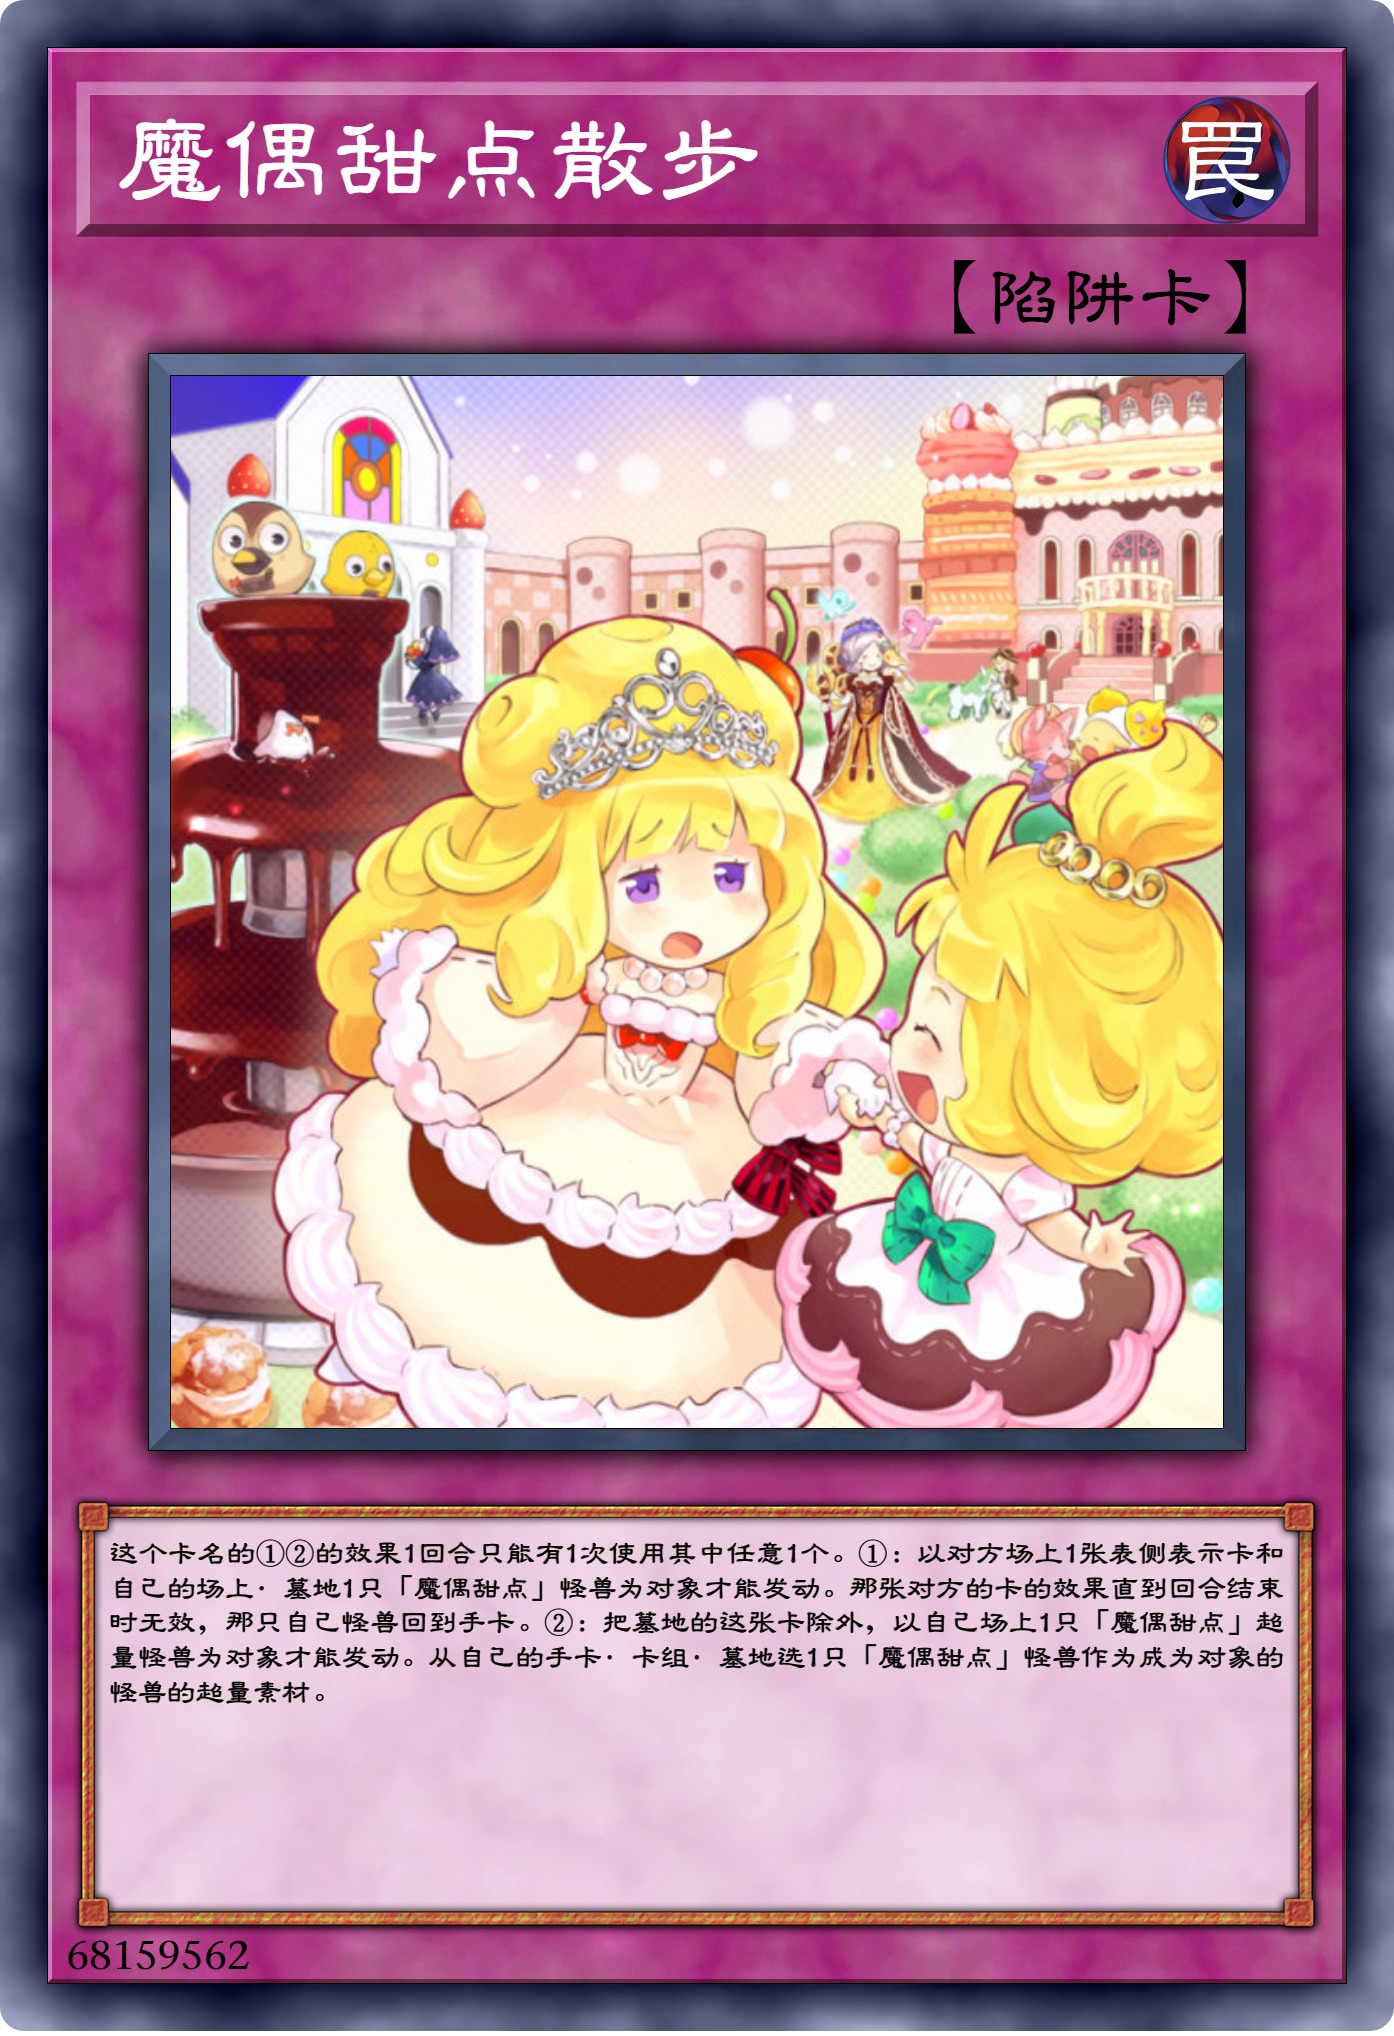 魔偶甜点散步
罠
【陷阱卡】
这个卡名的①②的效果1回合只能有1次使用其中任意1个。①：以对方场上1张表侧表示卡和
自己的场上·墓地1只「魔偶甜点」怪兽为对象才能发动。那张对方的卡的效果直到回合结束
时无效，那只自己怪兽回到手卡。②：把墓地的这张卡除外，以自己场上1只「魔偶甜点」超
量怪兽为对象才能发动。从自己的手卡·卡组·墓地选1只「魔偶甜点」怪兽作为成为对象的
怪兽的超量素材。
68159562